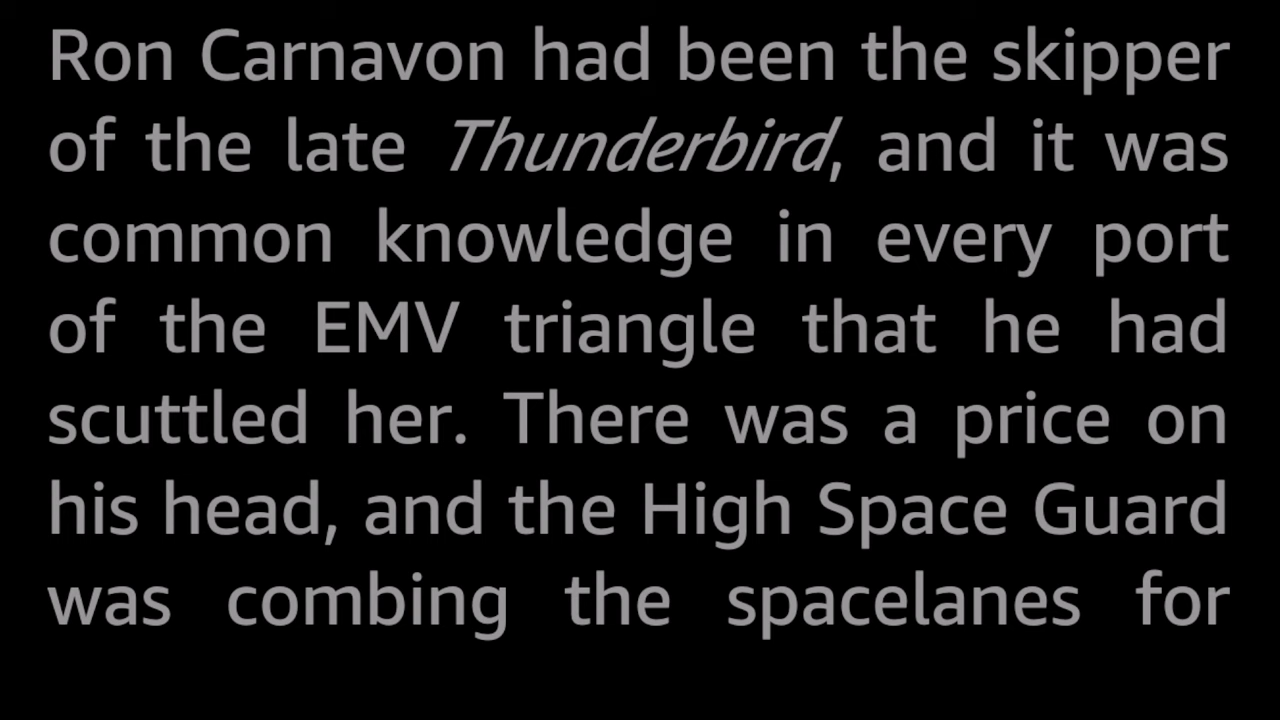 Ron Carnavon had been the skipper
of the late Thunderbird, and it was
common knowledge in every port
of the EMV triangle that he had
scuttled her. There was a price on
his head, and the High Space Guard
was combing the spacelanes for